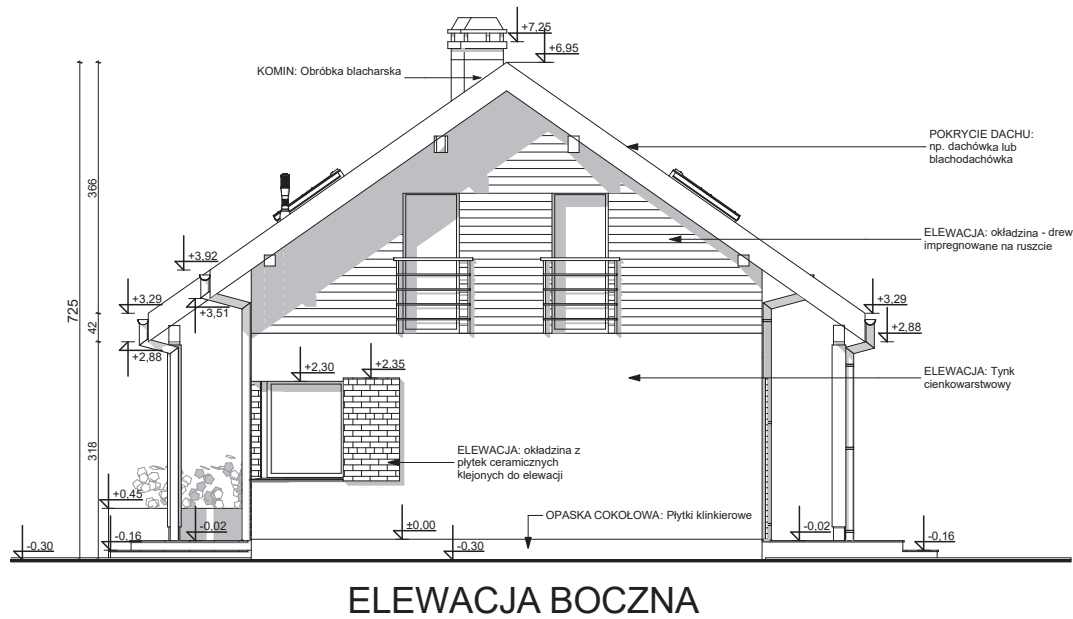 +7,25
+6,95
KOMIN: Obróbka blacharska
POKRYCIE DACHU:
np. dachówka lub
blachodachówka
366
ELEWACJA: okładzina - drew
impregnowane na ruszcie
+3,92
+3,29
+3,51
+3,29
725
42
+2,88
+2,88
+2,30
+2,35
ELEWACJA: Tynk
cienkowarstwowy
318
ELEWACJA: okładzina z
płytek ceramicznych
klejonych do elewacji
+0,45
OPASKA COKOŁOWA: Płytki klinkierowe
-0,02
±0,00
-0,02
-0,16
-0,16
-0,30
-0,30
ELEWACJA BOCZNA